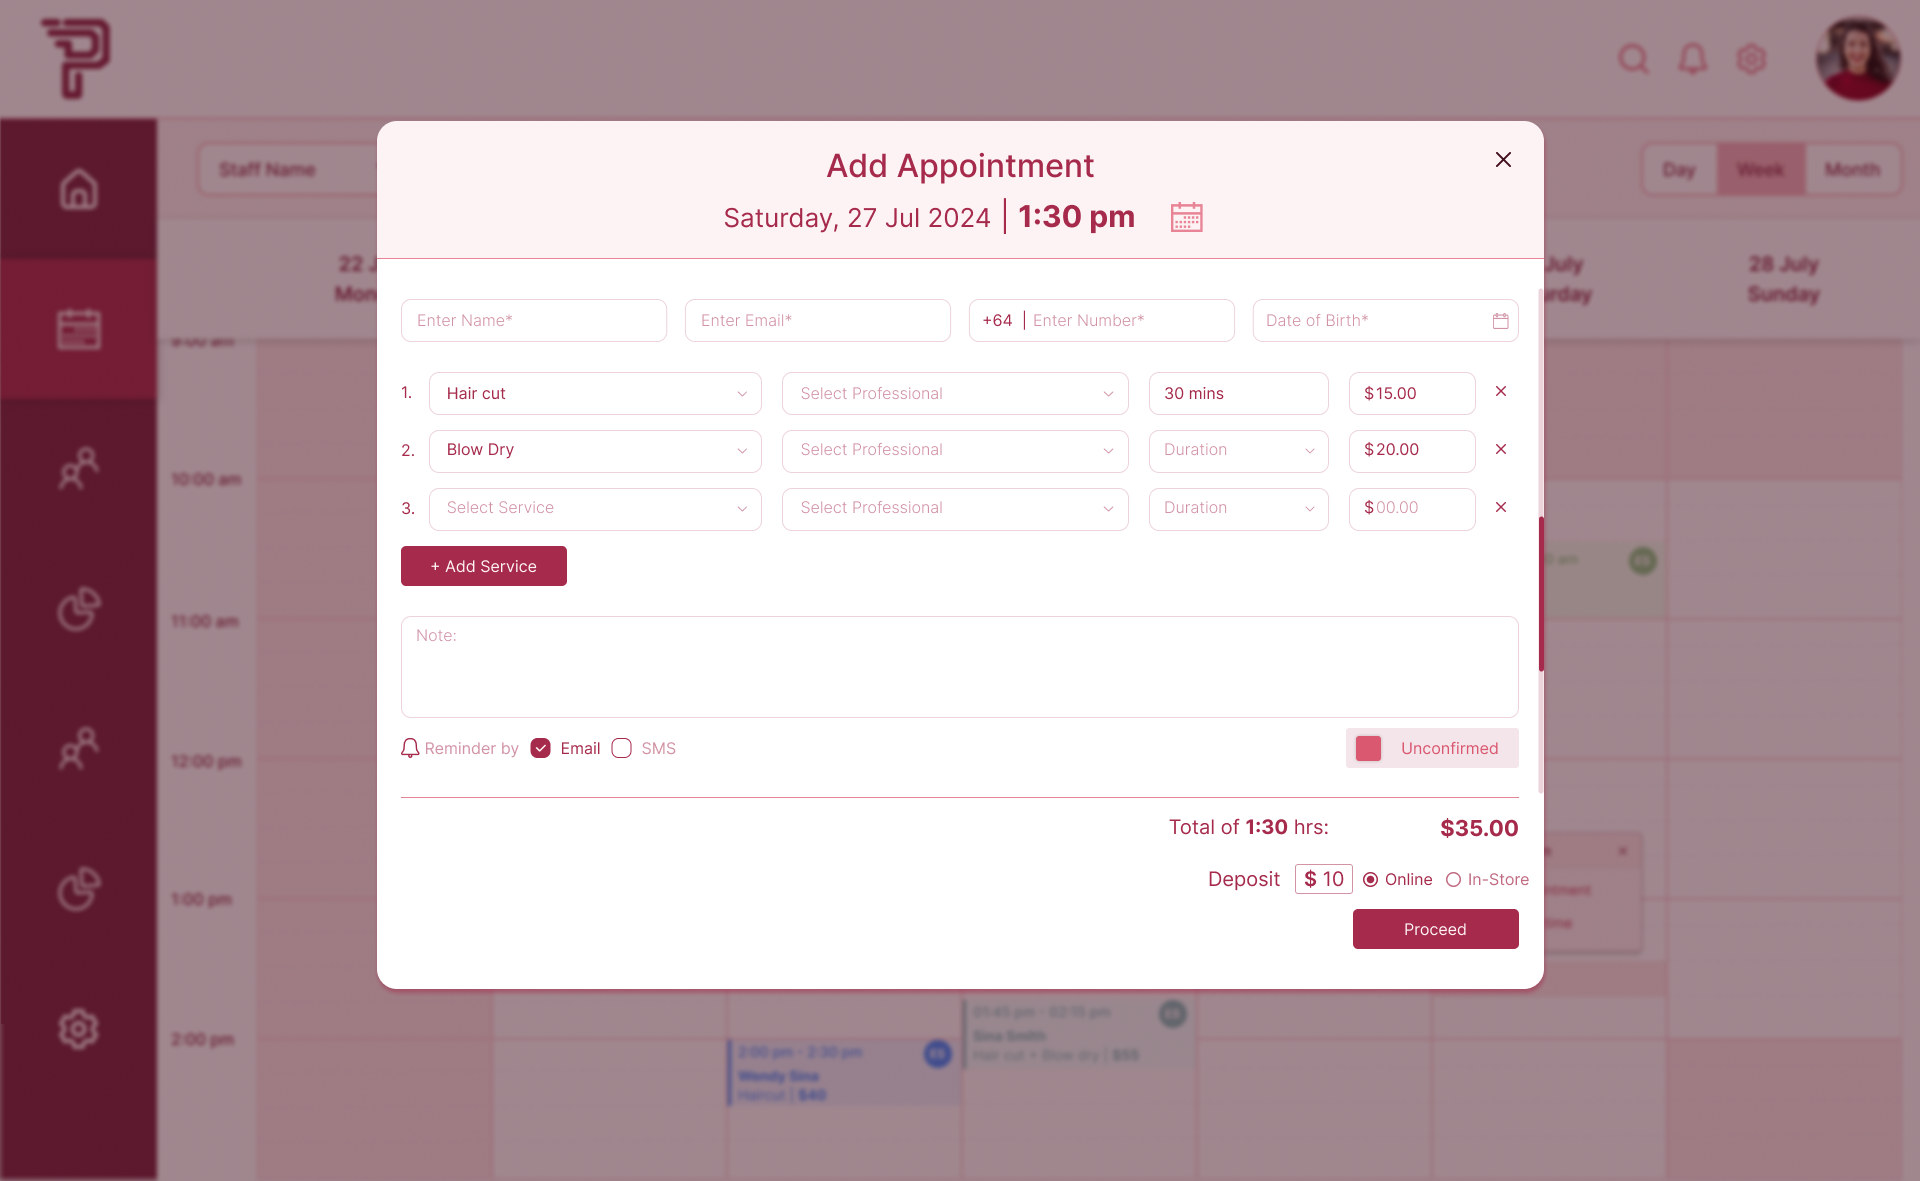 Staff Name
Day
Week
Month
Add Appointment
Saturday, 27 Jul 2024 | 1:30 pm
28 July
Sunday
Enter Name*
Enter Email*
+64 | Enter Number*
Date of Birth*
1. Hair cut
Select Professional
30 mins
$15.00
2. Blow Dry
Select Professional
Duration
$20.00
3. Select Service
Select Professional
Duration
$00.00
+ Add Service
Note:
Reminder by
Email
SMS
Unconfirmed
Total of 1:30 hrs:
$35.00
Deposit
$ 10
Online
In-Store
Proceed
9:00 am
10:00 am
11:00 am
12:00 pm
1:00 pm
2:00 pm
2:00 pm - 2:30 pm
Wendy Sina
Haircut | $40
01:45 pm - 02:15 pm
Sina Smith
Hair cut + Blow dry | $55